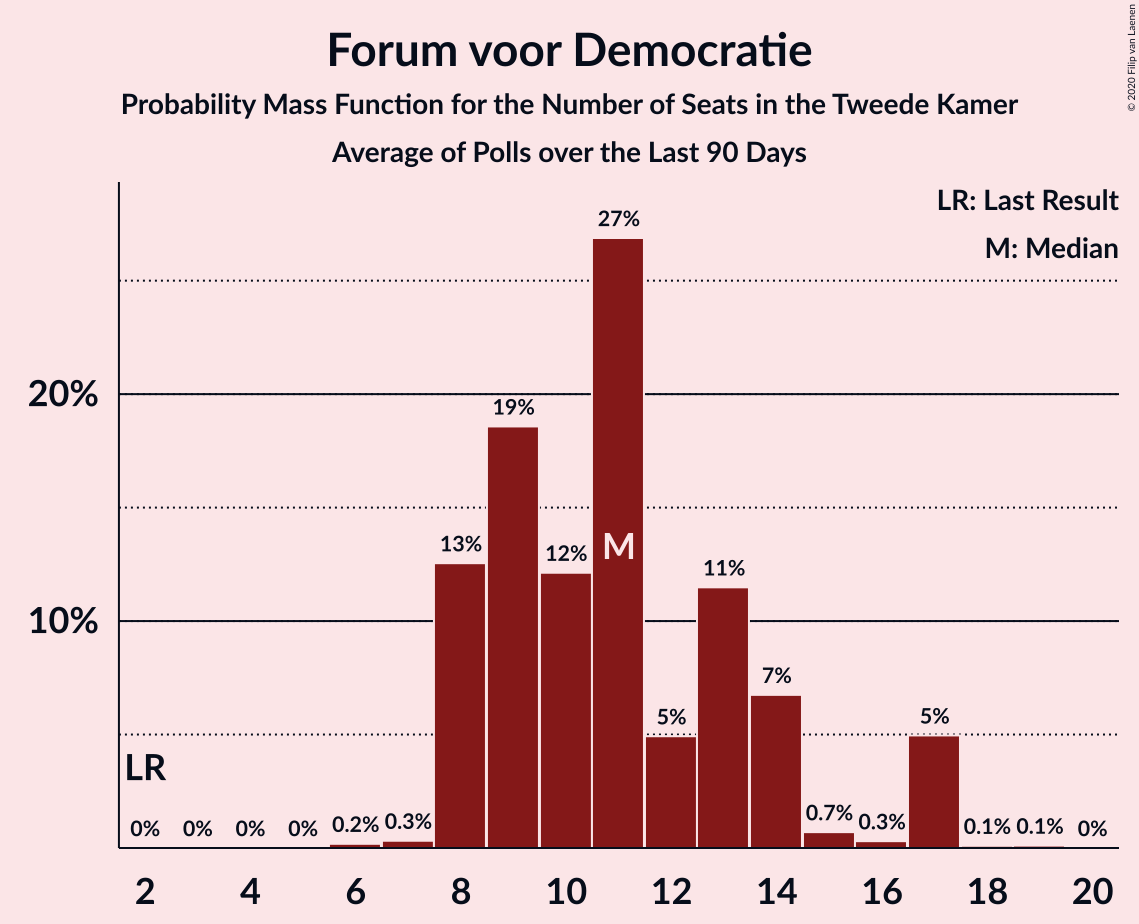 Forum voor Democratie
Probability Mass Function for the Number of Seats in the Tweede Kamer
Average of Polls over the Last 90 Days
© 2020 Filip van Laenen
LR: Last Result
M: Median
27%
20%
19%
13%
12%
M
11%
10%
7%
5%
5%
LR
0%
0%
0%
0%
0.2%
0.3%
0.7%
0.3%
0.1%
0.1%
0%
2 4 6 8 10 12 14 16 18 20